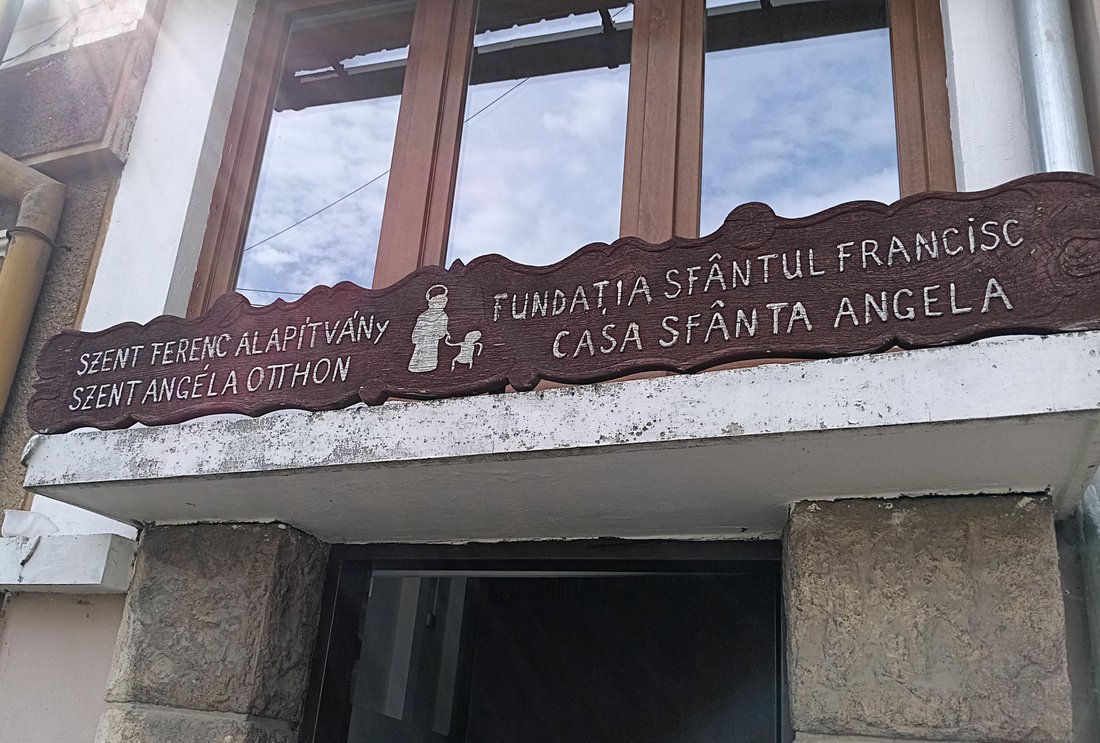 SZENT FERENC ALAPÍTVÁNY
SZENT ANGÉLA OTTHON
FUNDAȚIA SFÂNTUL FRANCISC
CASA SFÂNTA ANGELA